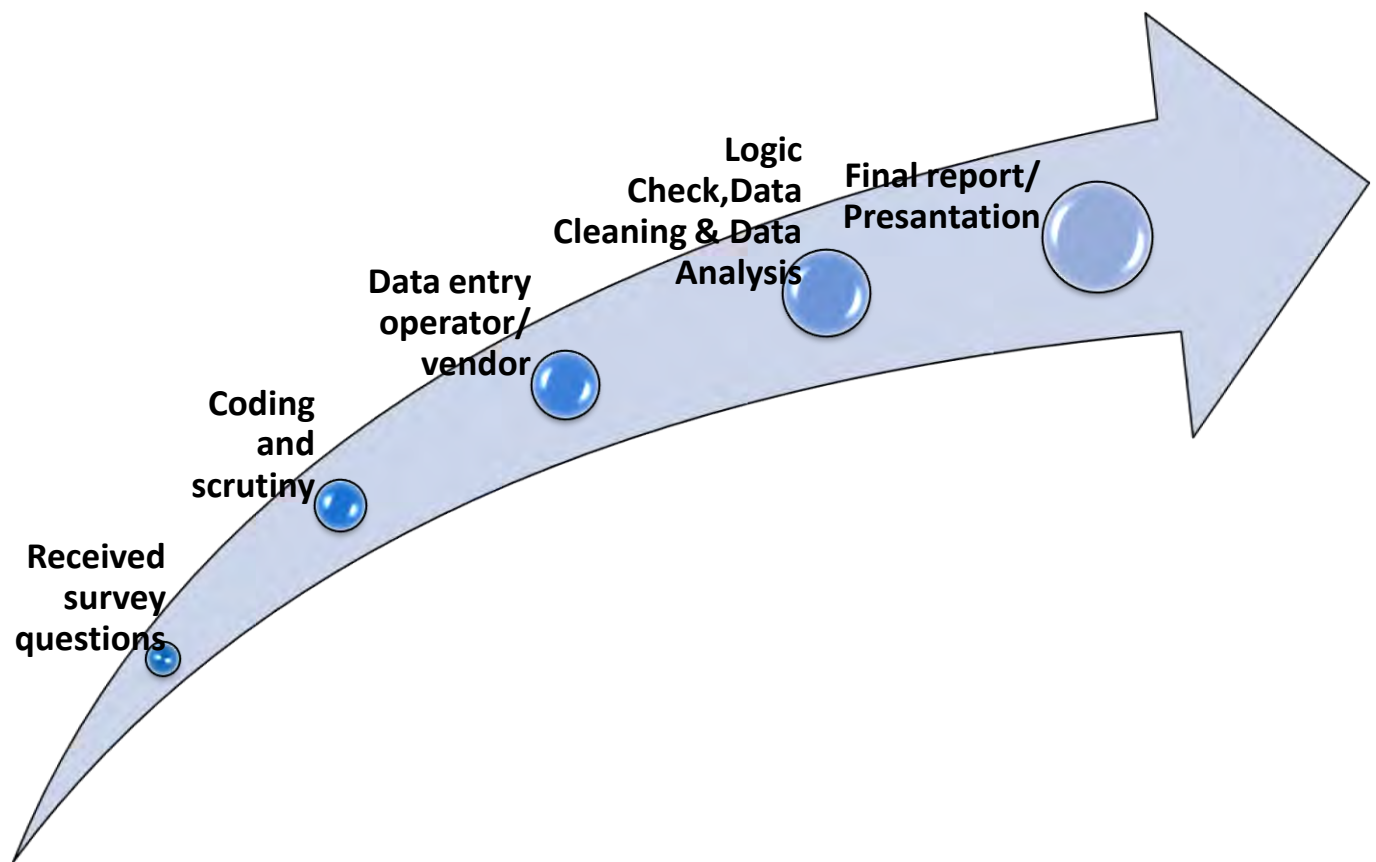 Received
survey
questions
Coding
and
scrutiny
Data entry
operator/
vendor
Logic
Check,Data
Cleaning & Data
Analysis
Final report/
Presantation